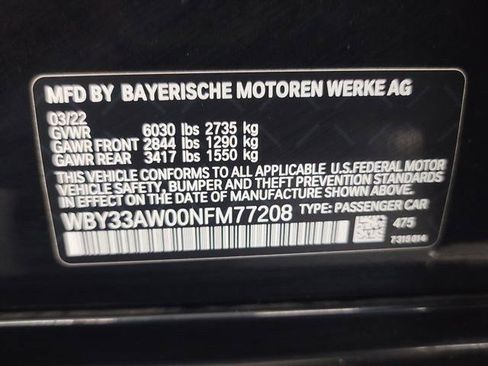 MFD BY BAYERISCHE MOTOREN WERKE AG
03/22
GVWR 6030 lbs 2735 kg
GAWR FRONT 2844 lbs 1290 kg
GAWR REAR 3417 lbs 1550 kg
THIS VEHICLE CONFORMS TO ALL APPLICABLE U.S.FEDERAL MOTOR
VEHICLE SAFETY, BUMPER AND THEFT PREVENTION STANDARDS
IN EFFECT ON THE DATE OF MANUFACTURE SHOWN ABOVE.
WBY33AW00NFM77208 TYPE: PASSENGER CAR
475
7318014